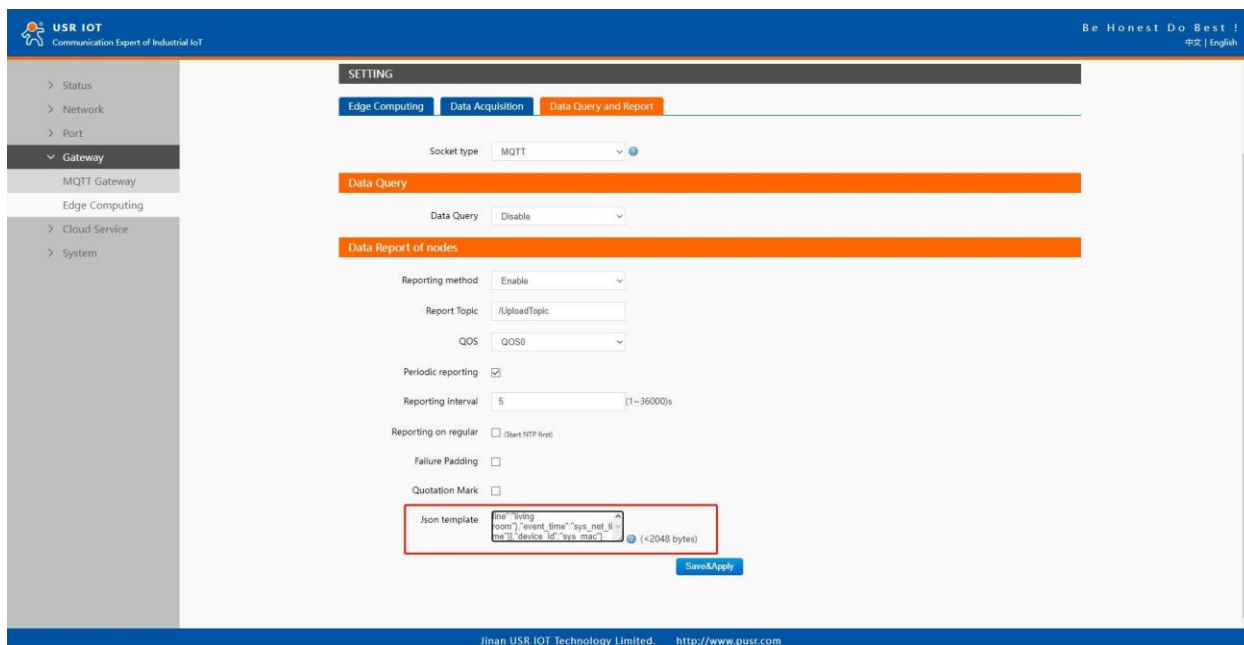 USR IOT
Communication Expert of Industrial IoT
Be Honest Do Best !
中文 | English
> Status
> Network
> Port
Gateway
MQTT Gateway
Edge Computing
> Cloud Service
> System
SETTING
Edge Computing Data Acquisition Data Query and Report
Socket type MQTT
Data Query
Data Query Disable
Data Report of nodes
Reporting method Enable
Report Topic /UploadTopic
QOS QOS0
Periodic reporting
Reporting interval 5 (1~36000)s
Reporting on regular (Start NTP first)
Failure Padding
Quotation Mark
Json template
line":"living
room"},"event_time":"sys_net_ti
me"}],"device_id":"sys_mac"}
(<2048 bytes)
Save&Apply
Jinan USR IOT Technology Limited. http://www.pusr.com